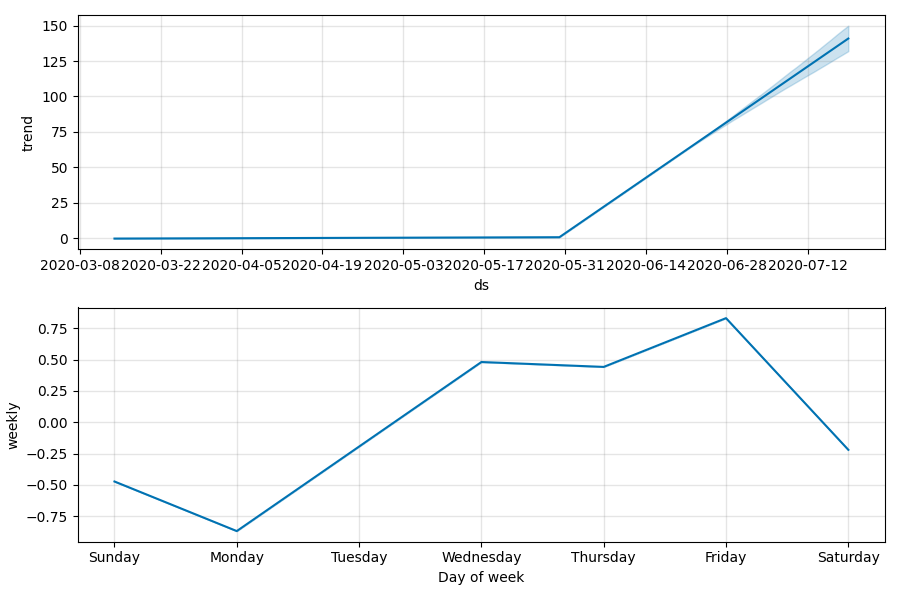 150
125
100
75
50
25
0
trend
2020-03-08 2020-03-22 2020-04-05 2020-04-19 2020-05-03 2020-05-17 2020-05-31 2020-06-14 2020-06-28 2020-07-12
ds
0.75
0.50
0.25
0.00
−0.25
−0.50
−0.75
weekly
Sunday Monday Tuesday Wednesday Thursday Friday Saturday
Day of week